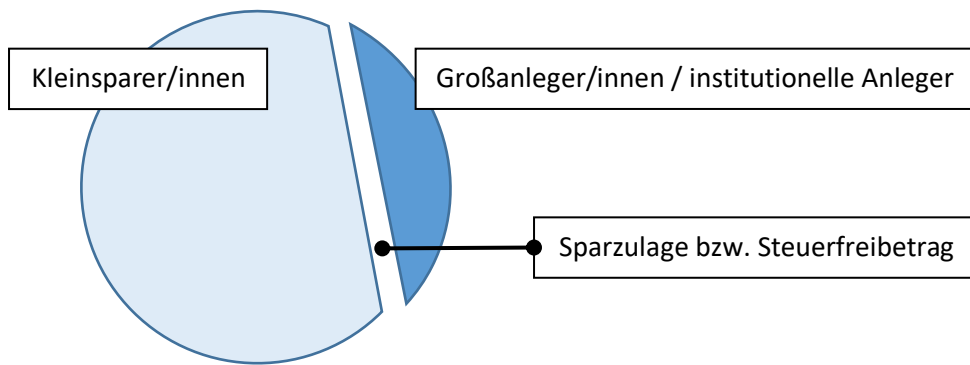 Kleinsparer/innen
Großanleger/innen / institutionelle Anleger
Sparzulage bzw. Steuerfreibetrag